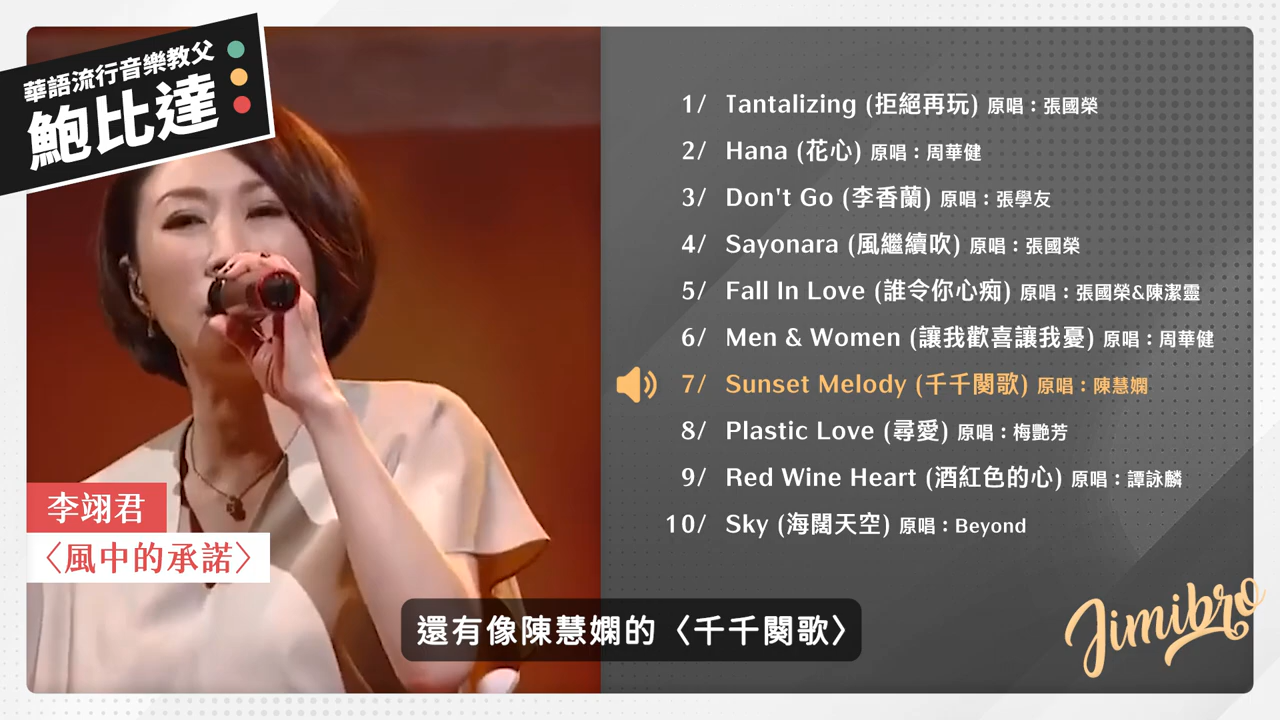 華語流行音樂教父
鮑比達
1/ Tantalizing (拒絕再玩) 原唱：張國榮
2/ Hana (花心) 原唱：周華健
3/ Don't Go (李香蘭) 原唱：張學友
4/ Sayonara (風繼續吹) 原唱：張國榮
5/ Fall In Love (誰令你心痴) 原唱：張國榮&陳潔靈
6/ Men & Women (讓我歡喜讓我憂) 原唱：周華健
7/ Sunset Melody (千千闋歌) 原唱：陳慧嫻
8/ Plastic Love (尋愛) 原唱：梅艷芳
9/ Red Wine Heart (酒紅色的心) 原唱：譚詠麟
10/ Sky (海闊天空) 原唱：Beyond
李翊君
〈風中的承諾〉
還有像陳慧嫻的〈千千闋歌〉
Jimibro